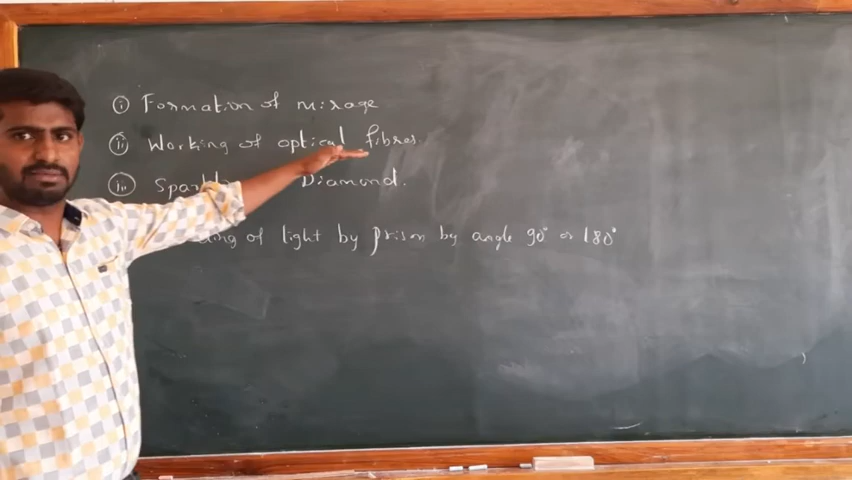 (i) Formation of mirage
(ii) Working of optical fibres.
(iii) Diamond.
of light by prism by angle 90° or 180°